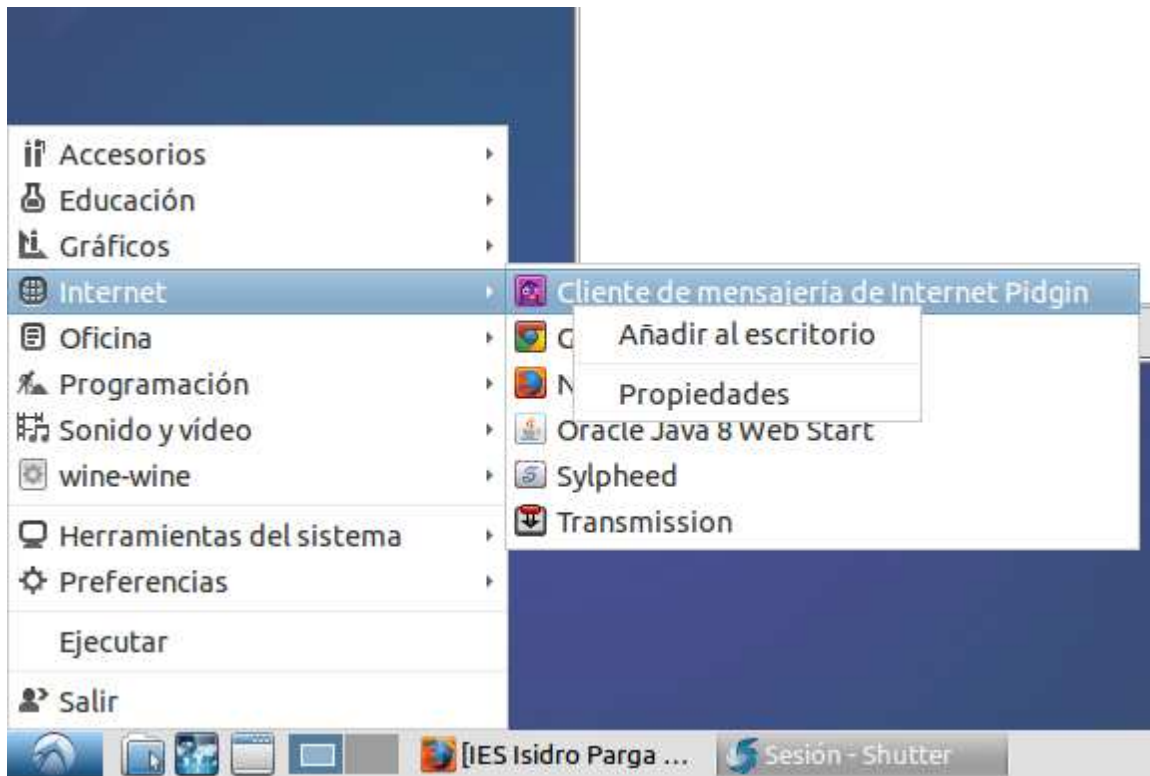 Accesorios
Educación
Gráficos
Internet
Oficina
Programación
Sonido y vídeo
wine-wine
Herramientas del sistema
Preferencias
Ejecutar
Salir
Cliente de mensajería de Internet Pidgin
Añadir al escritorio
Propiedades
Oracle Java 8 Web Start
Sylpheed
Transmission
[IES Isidro Parga ...
Sesión - Shutter